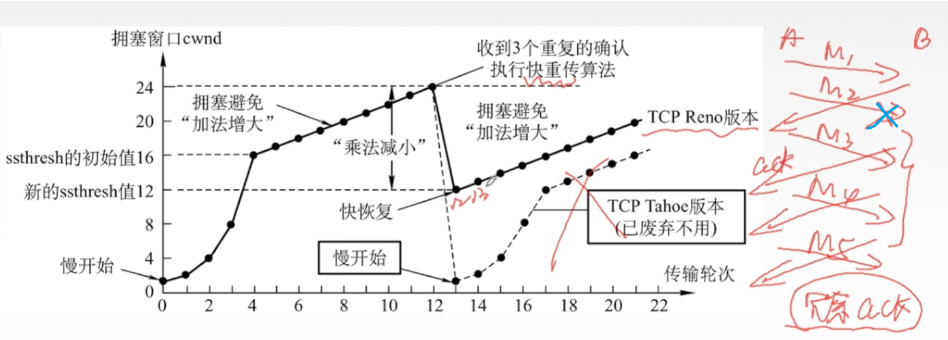 拥塞窗口cwnd
收到3个重复的确认
执行快重传算法
24
拥塞避免
“加法增大”
拥塞避免
“加法增大”
20
“乘法减小”
TCP Reno版本
ssthresh的初始值16
新的ssthresh值12
快恢复
12 13
8
TCP Tahoe版本
(已废弃不用)
4
慢开始
慢开始
传输轮次
0
0 2 4 6 8 10 12 14 16 18 20 22
A B
M1
M2
M3
ack
M4
M5
冗余 ack